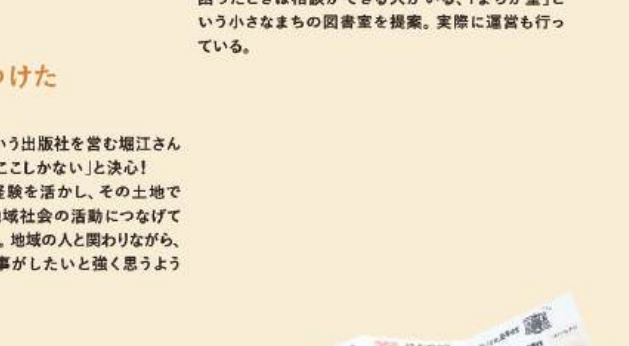 困ったときは相談ができる人がいる、「まちか堂」と
いう小さなまちの図書室を提案。実際に運営も行っ
ている。
つけた
いう出版社を営む堀江さん
ここしかない」と決心!
経験を活かし、その土地で
地域社会の活動につなげて
。地域の人と関わりながら、
事がしたいと強く思うよう